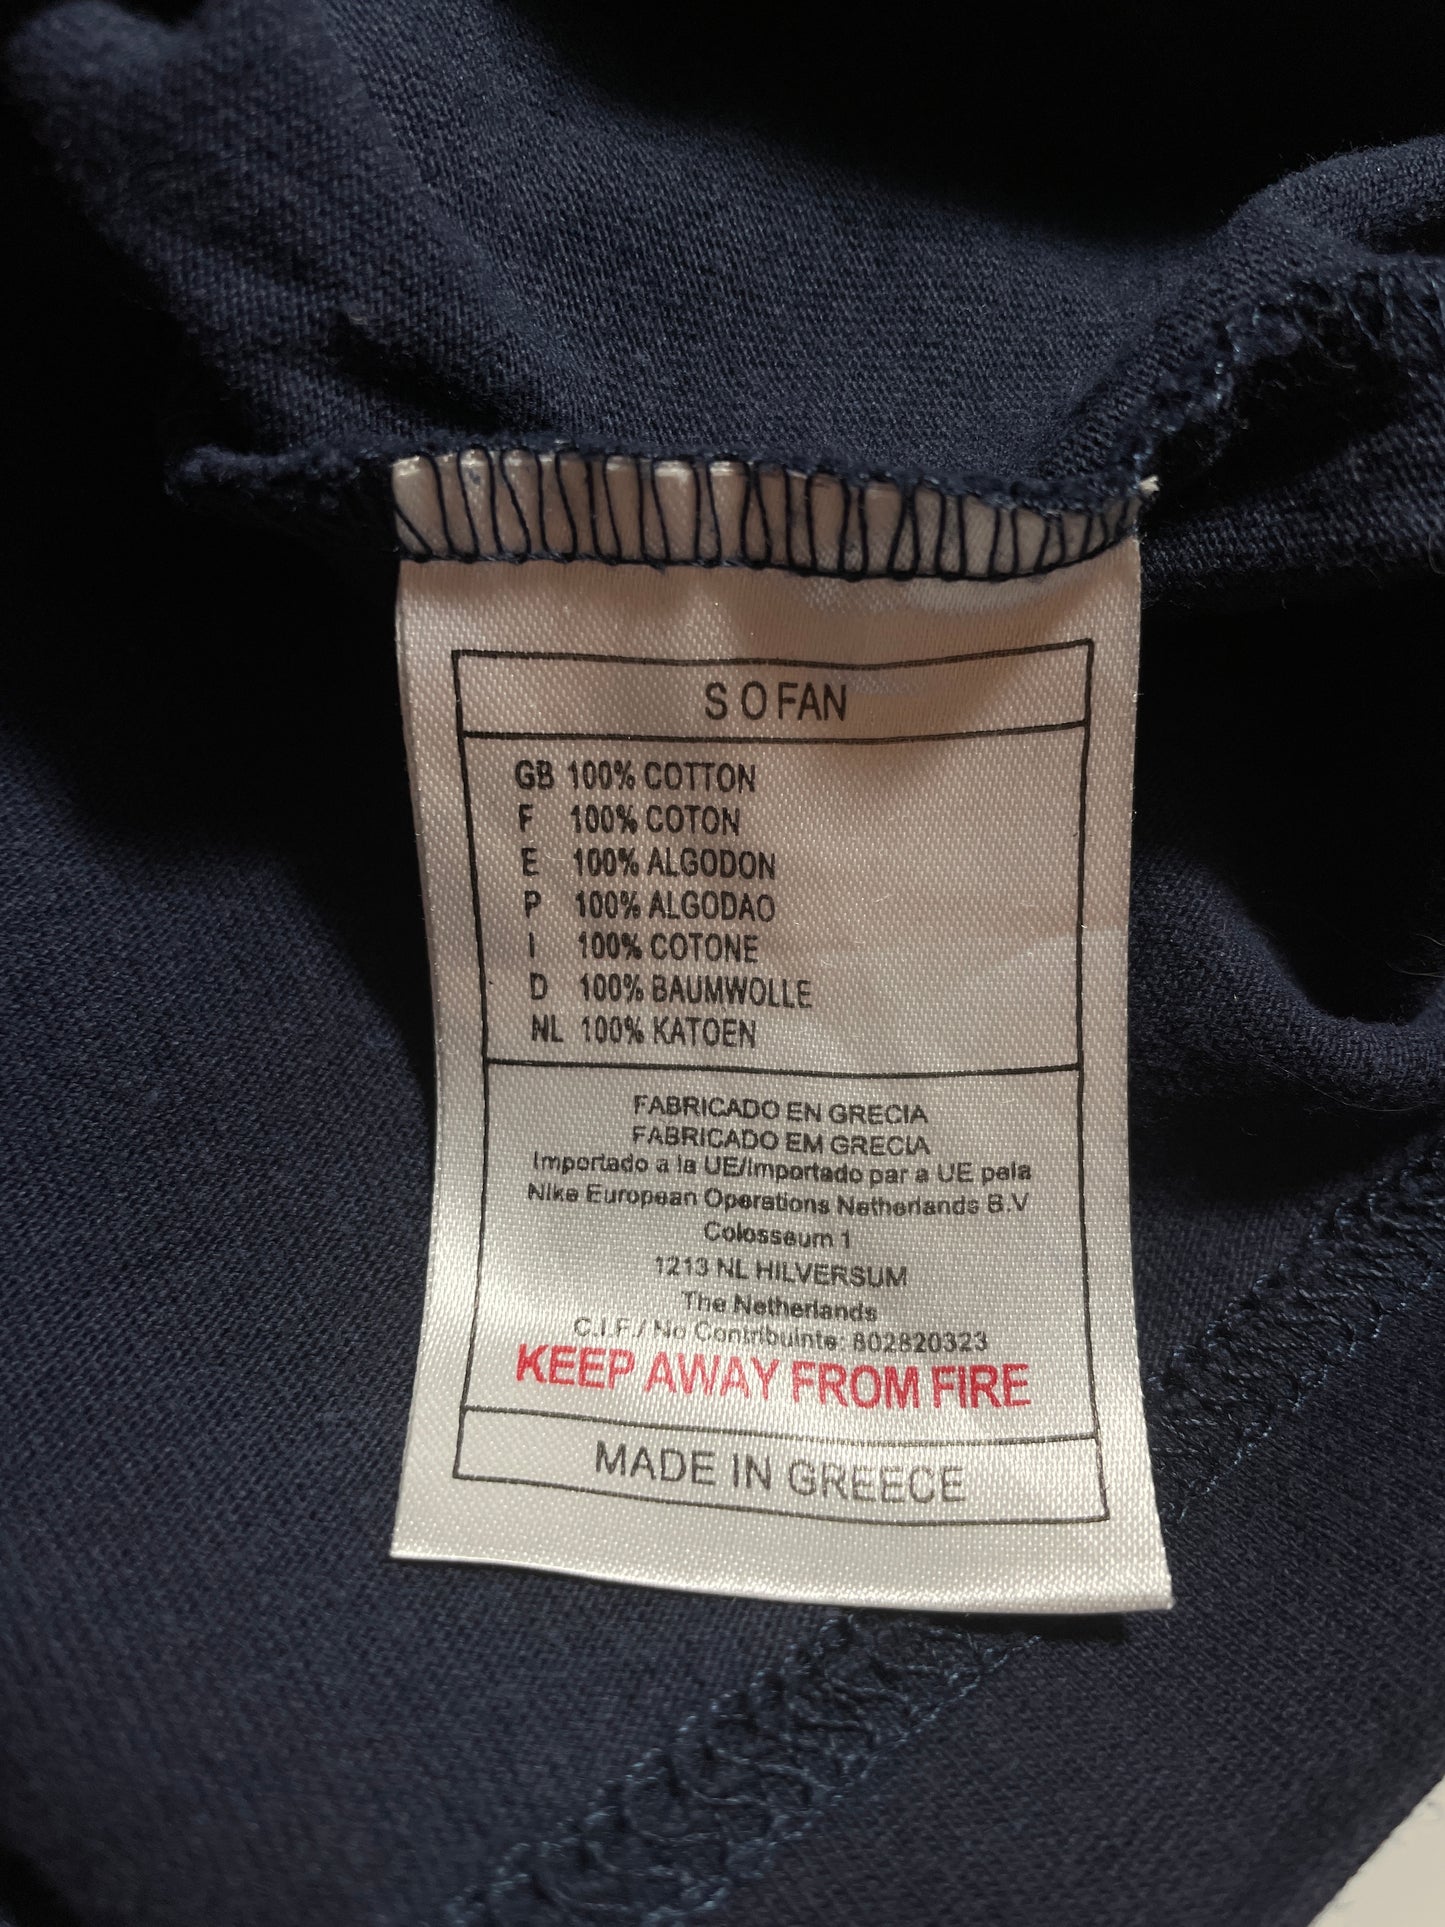 S O FAN
GB 100% COTTON
F 100% COTON
E 100% ALGODON
P 100% ALGODAO
I 100% COTONE
D 100% BAUMWOLLE
NL 100% KATOEN
FABRICADO EN GRECIA
FABRICADO EM GRECIA
Importado a la UE/Importado par a UE pela
Nike European Operations Netherlands B.V
Colosseum 1
1213 NL HILVERSUM
The Netherlands
C.I.F./ No Contribuinte: 802820323
KEEP AWAY FROM FIRE
MADE IN GREECE